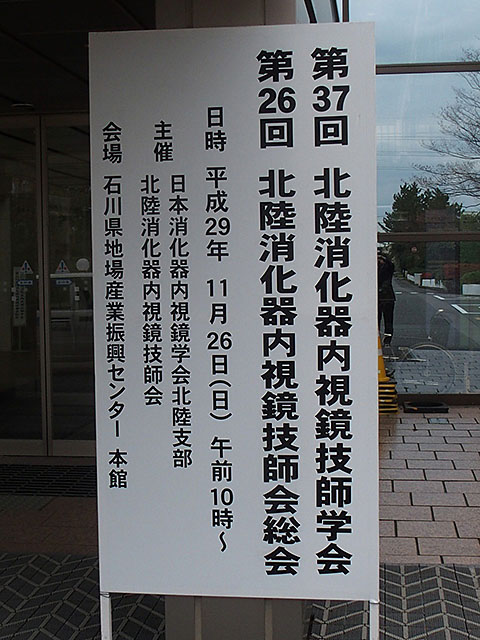 第37回 北陸消化器内視鏡技師学会
第26回 北陸消化器内視鏡技師会総会
日時 平成29年 11月26日(日) 午前10時~
主催 日本消化器内視鏡学会北陸支部
北陸消化器内視鏡技師会
会場 石川県地場産業振興センター 本館